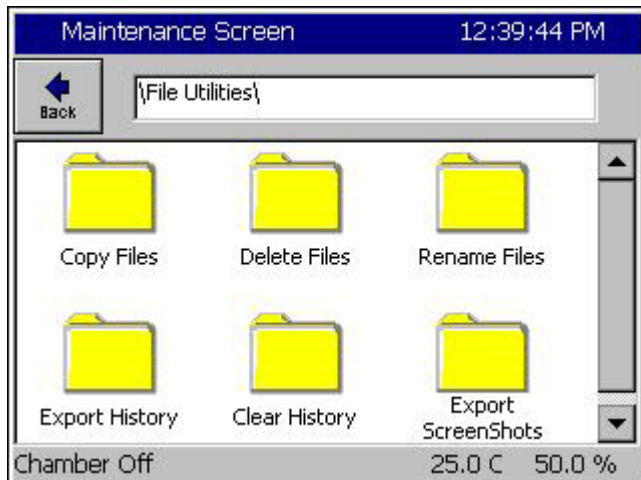 Maintenance Screen 12:39:44 PM
Back
\File Utilities\
Copy Files Delete Files Rename Files
Export History Clear History Export
ScreenShots
Chamber Off 25.0 C 50.0 %